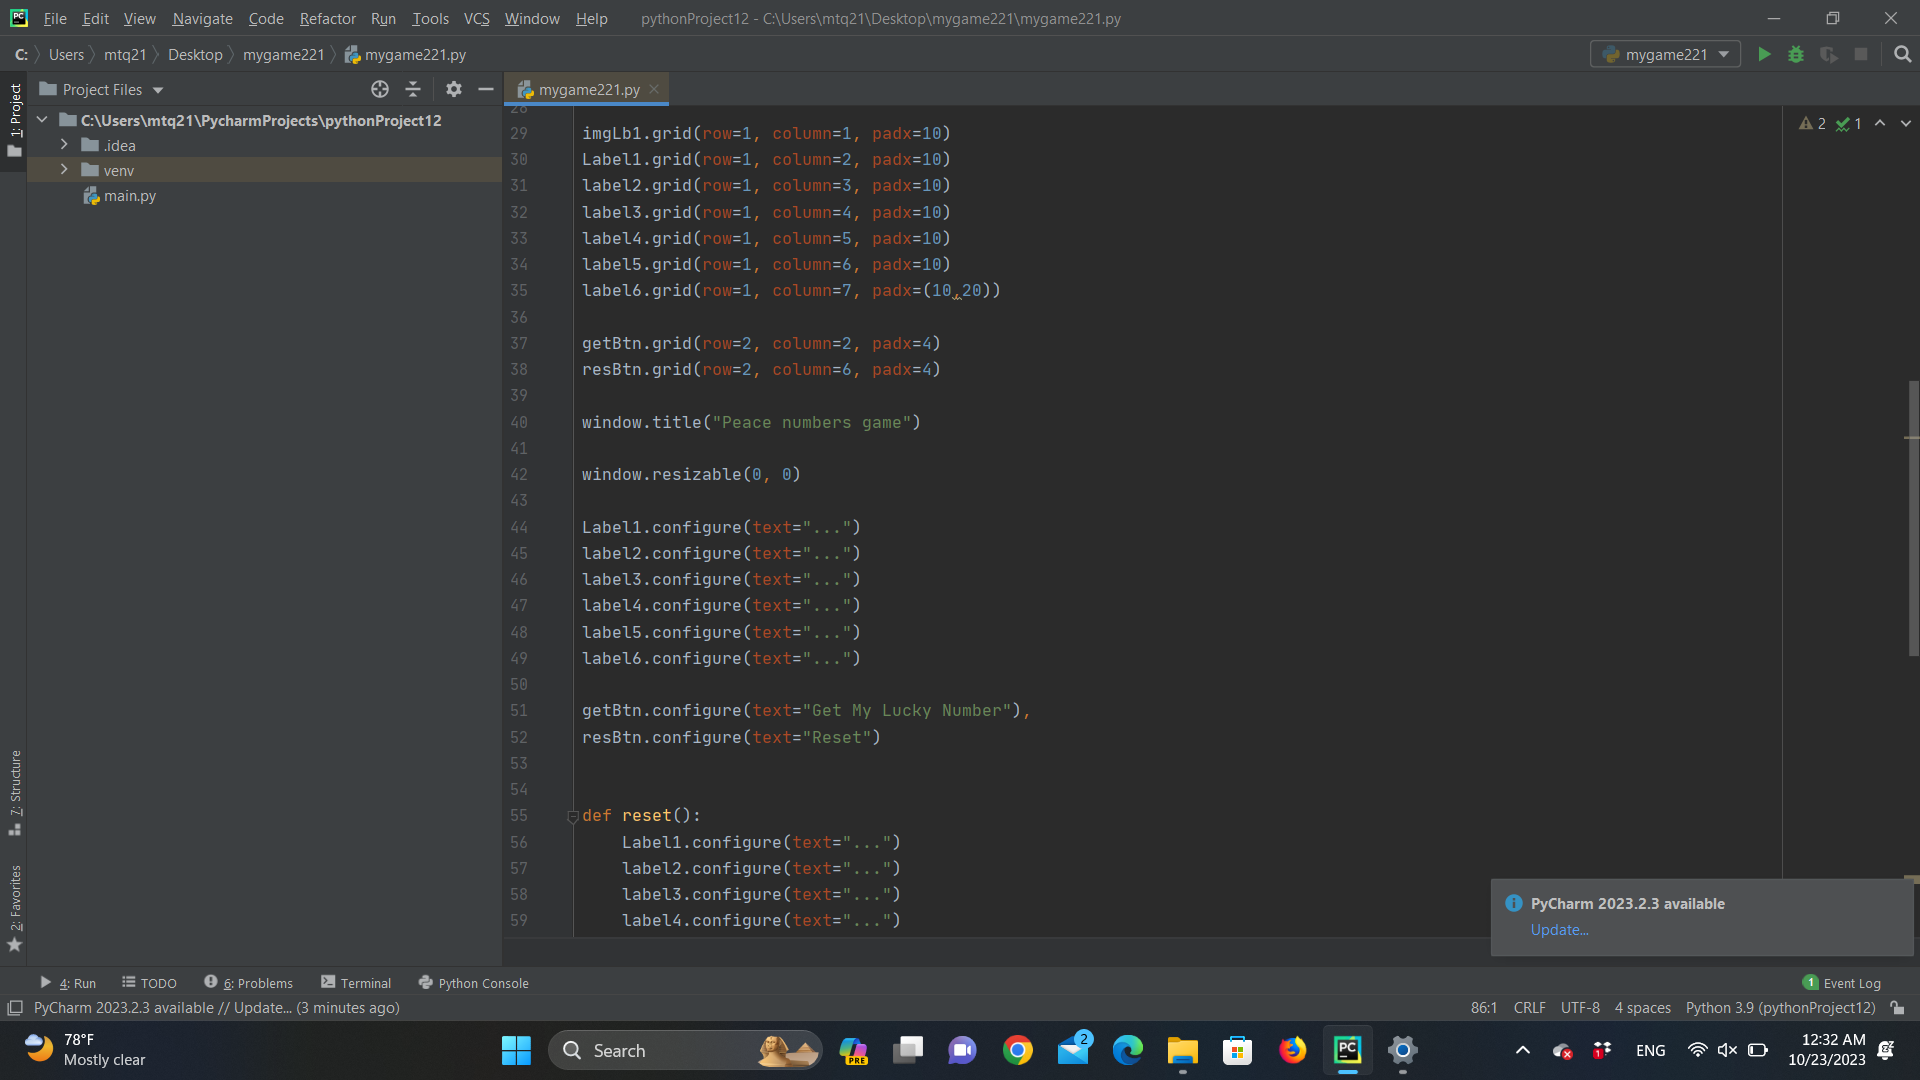 File Edit View Navigate Code Refactor Run Tools VCS Window Help pythonProject12 - C:\Users\mtq21\Desktop\mygame221\mygame221.py
C: Users mtq21 Desktop mygame221 mygame221.py mygame221
1: Project
Project Files
mygame221.py
C:\Users\mtq21\PycharmProjects\pythonProject12
.idea
venv
main.py
28
29 imgLb1.grid(row=1, column=1, padx=10)
30 Label1.grid(row=1, column=2, padx=10)
31 label2.grid(row=1, column=3, padx=10)
32 label3.grid(row=1, column=4, padx=10)
33 label4.grid(row=1, column=5, padx=10)
34 label5.grid(row=1, column=6, padx=10)
35 label6.grid(row=1, column=7, padx=(10,20))
36
37 getBtn.grid(row=2, column=2, padx=4)
38 resBtn.grid(row=2, column=6, padx=4)
39
40 window.title("Peace numbers game")
41
42 window.resizable(0, 0)
43
44 Label1.configure(text="...")
45 label2.configure(text="...")
46 label3.configure(text="...")
47 label4.configure(text="...")
48 label5.configure(text="...")
49 label6.configure(text="...")
50
51 getBtn.configure(text="Get My Lucky Number"),
52 resBtn.configure(text="Reset")
53
54
55 def reset():
56 Label1.configure(text="...")
57 label2.configure(text="...")
58 label3.configure(text="...")
59 label4.configure(text="...")
2 1
7: Structure
2: Favorites
PyCharm 2023.2.3 available
Update...
4: Run TODO 6: Problems Terminal Python Console 1 Event Log
PyCharm 2023.2.3 available // Update... (3 minutes ago) 86:1 CRLF UTF-8 4 spaces Python 3.9 (pythonProject12)
78°F
Mostly clear
Search
PRE
2
PC
1
ENG
12:32 AM
10/23/2023